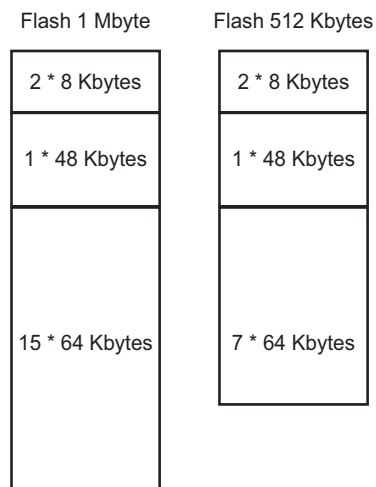 Flash 1 Mbyte
Flash 512 Kbytes
2 * 8 Kbytes
2 * 8 Kbytes
1 * 48 Kbytes
1 * 48 Kbytes
15 * 64 Kbytes
7 * 64 Kbytes